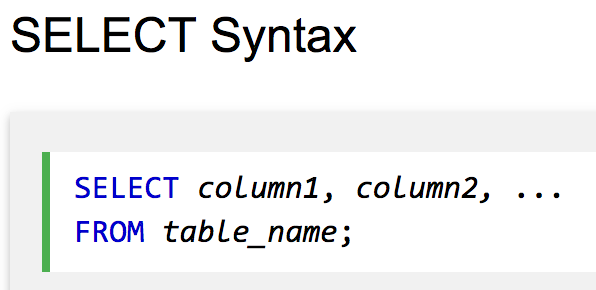 SELECT Syntax
SELECT column1, column2, ...
FROM table_name;